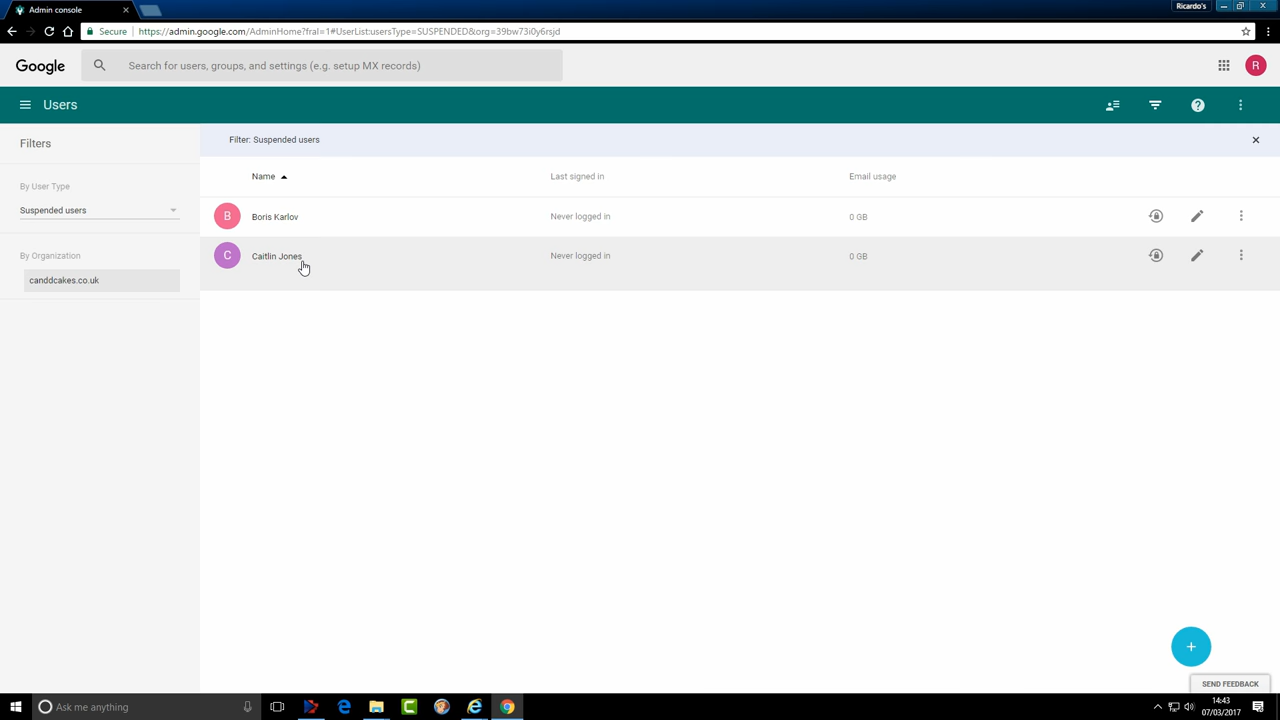 Admin console
Ricardo's
Secure https://admin.google.com/AdminHome?fral=1#UserList:usersType=SUSPENDED&org=39bw73i0y6rsjd
Google
Search for users, groups, and settings (e.g. setup MX records)
R
Users
Filters
Filter: Suspended users
Name
Last signed in
Email usage
By User Type
Suspended users
B
Boris Karlov
Never logged in
0 GB
By Organization
C
Caitlin Jones
Never logged in
0 GB
canddcakes.co.uk
SEND FEEDBACK
Ask me anything
14:43
07/03/2017